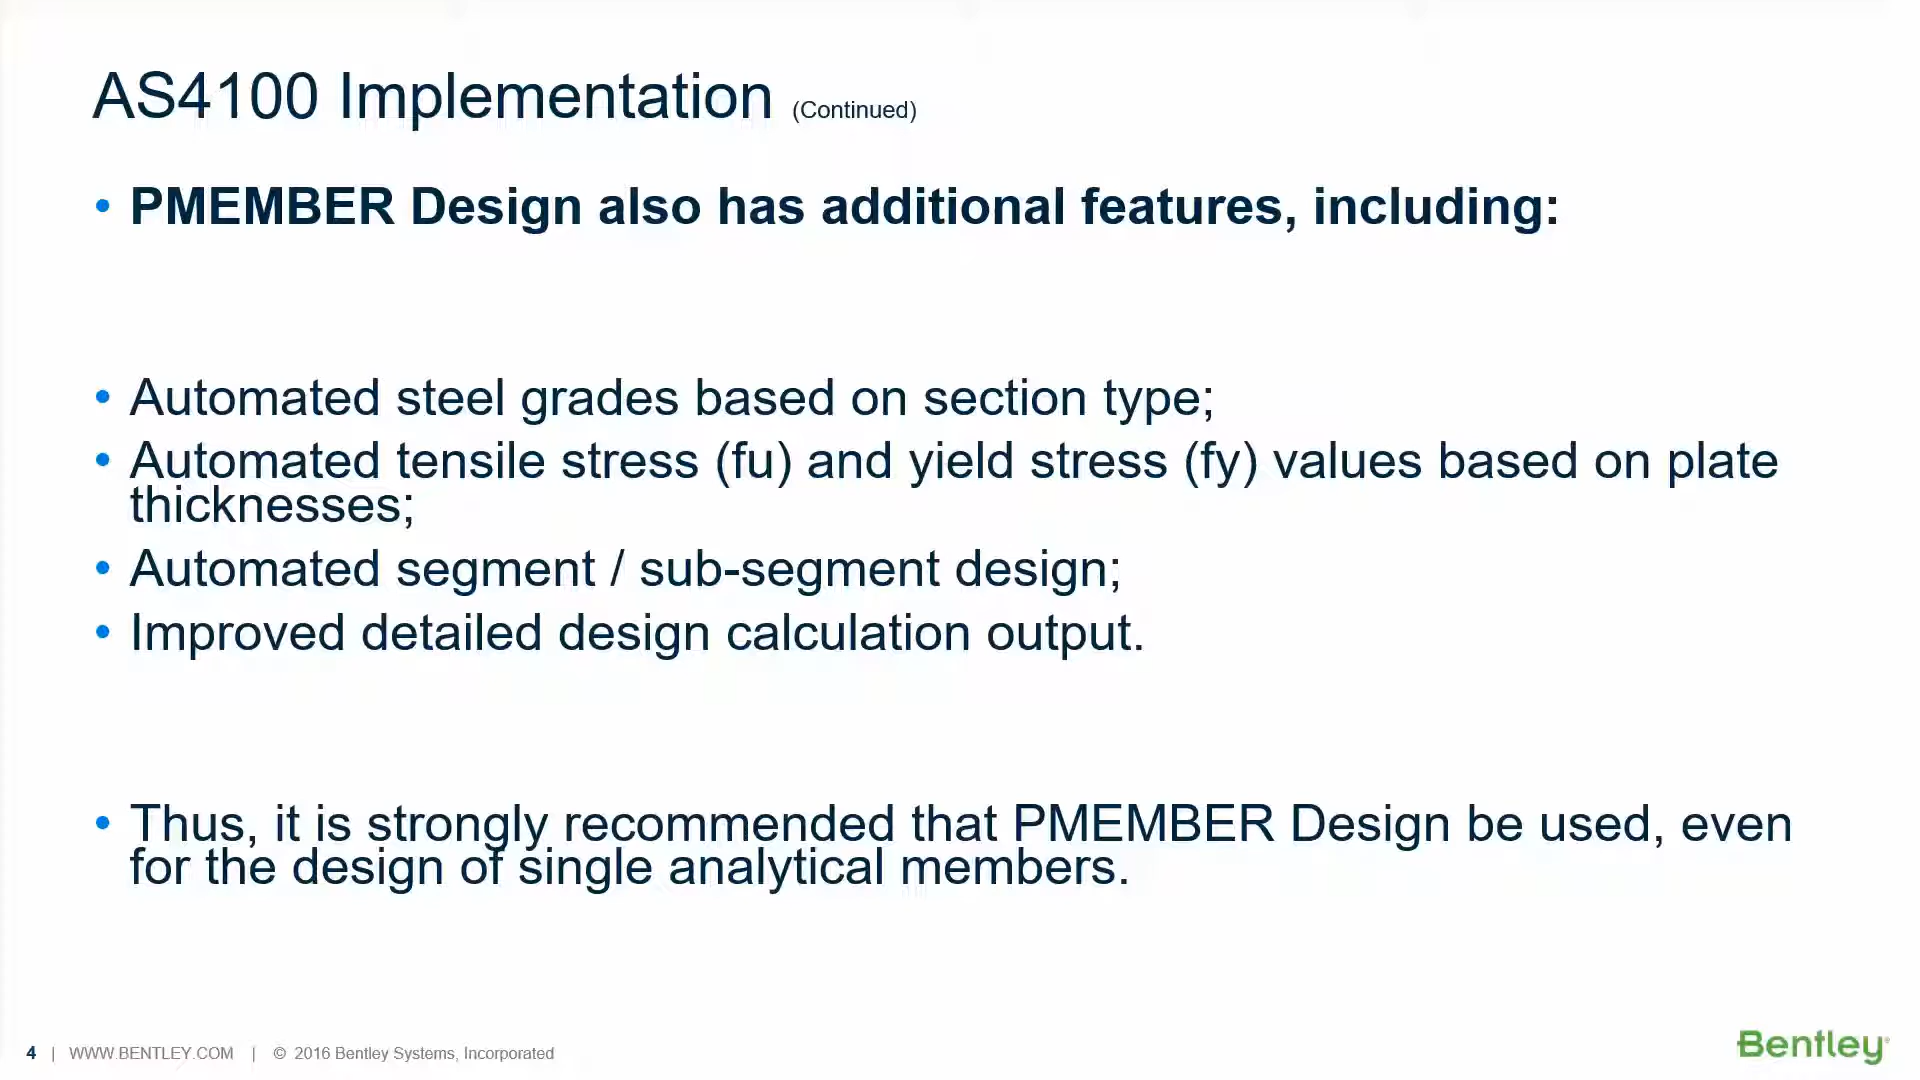 AS4100 Implementation (Continued)
• PMEMBER Design also has additional features, including:
• Automated steel grades based on section type;
• Automated tensile stress (fu) and yield stress (fy) values based on plate
thicknesses;
• Automated segment / sub-segment design;
• Improved detailed design calculation output.
• Thus, it is strongly recommended that PMEMBER Design be used, even
for the design of single analytical members.
4 | WWW.BENTLEY.COM | © 2016 Bentley Systems, Incorporated
Bentley®